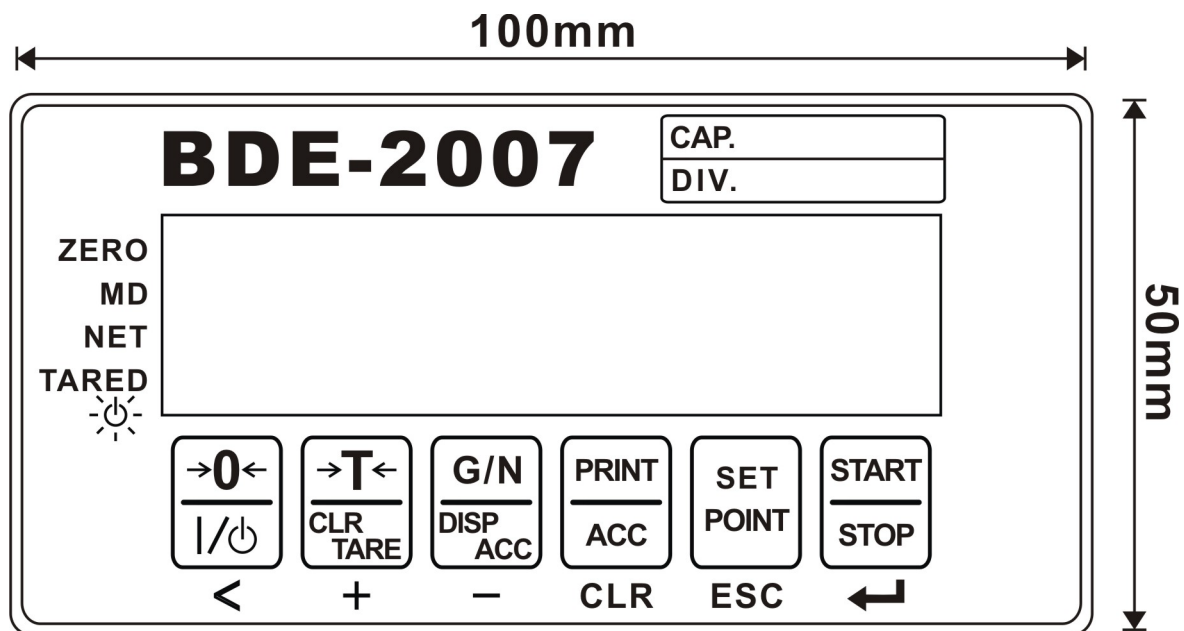 100mm
BDE-2007
CAP.
DIV.
ZERO
MD
NET
TARED
50mm
→0←
I/⏻
→T←
CLR
TARE
G/N
DISP
ACC
PRINT
ACC
SET
POINT
START
STOP
< + − CLR ESC ↵